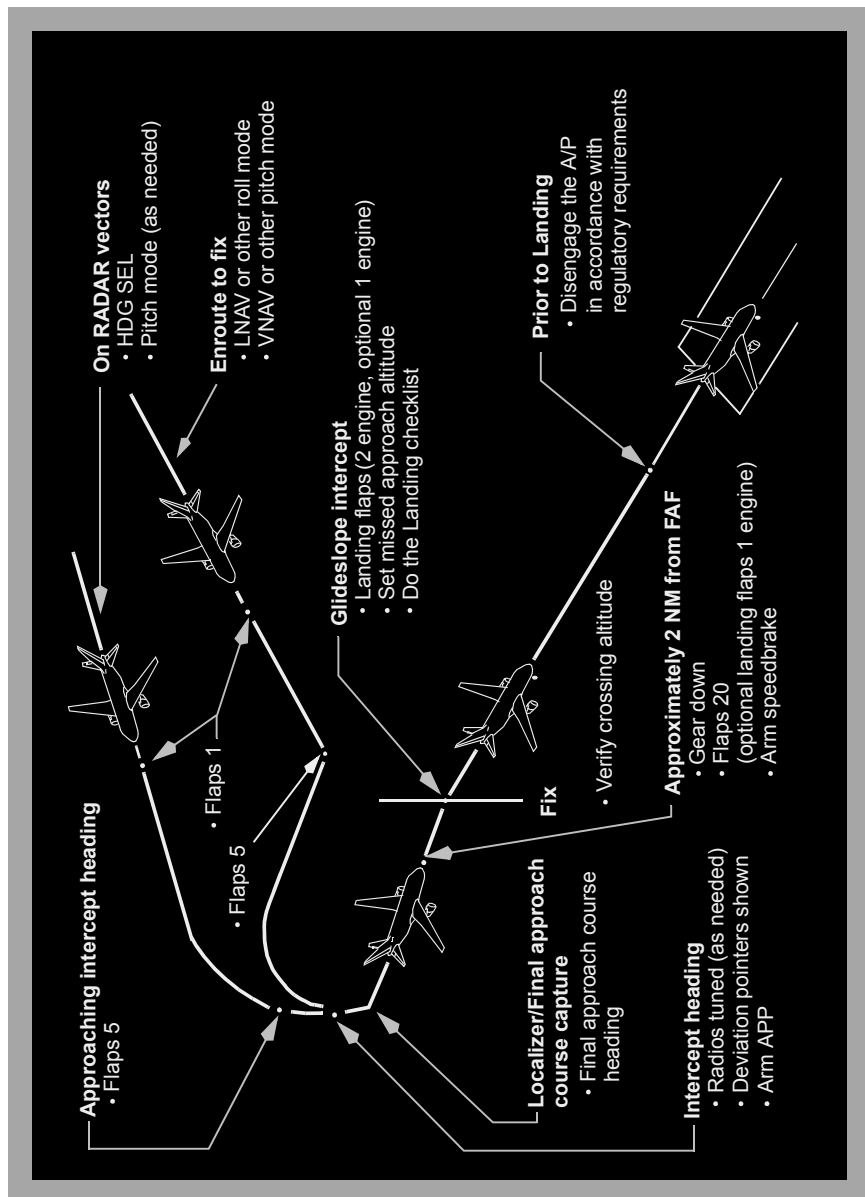 Approaching intercept heading
• Flaps 5
On RADAR vectors
• HDG SEL
• Pitch mode (as needed)
Enroute to fix
• LNAV or other roll mode
• VNAV or other pitch mode
• Flaps 1
• Flaps 5
Glideslope intercept
• Landing flaps (2 engine, optional 1 engine)
• Set missed approach altitude
• Do the Landing checklist
Localizer/Final approach
course capture
• Final approach course
heading
Fix
• Verify crossing altitude
Prior to Landing
• Disengage the A/P
in accordance with
regulatory requirements
Intercept heading
• Radios tuned (as needed)
• Deviation pointers shown
• Arm APP
Approximately 2 NM from FAF
• Gear down
• Flaps 20
(optional landing flaps 1 engine)
• Arm speedbrake